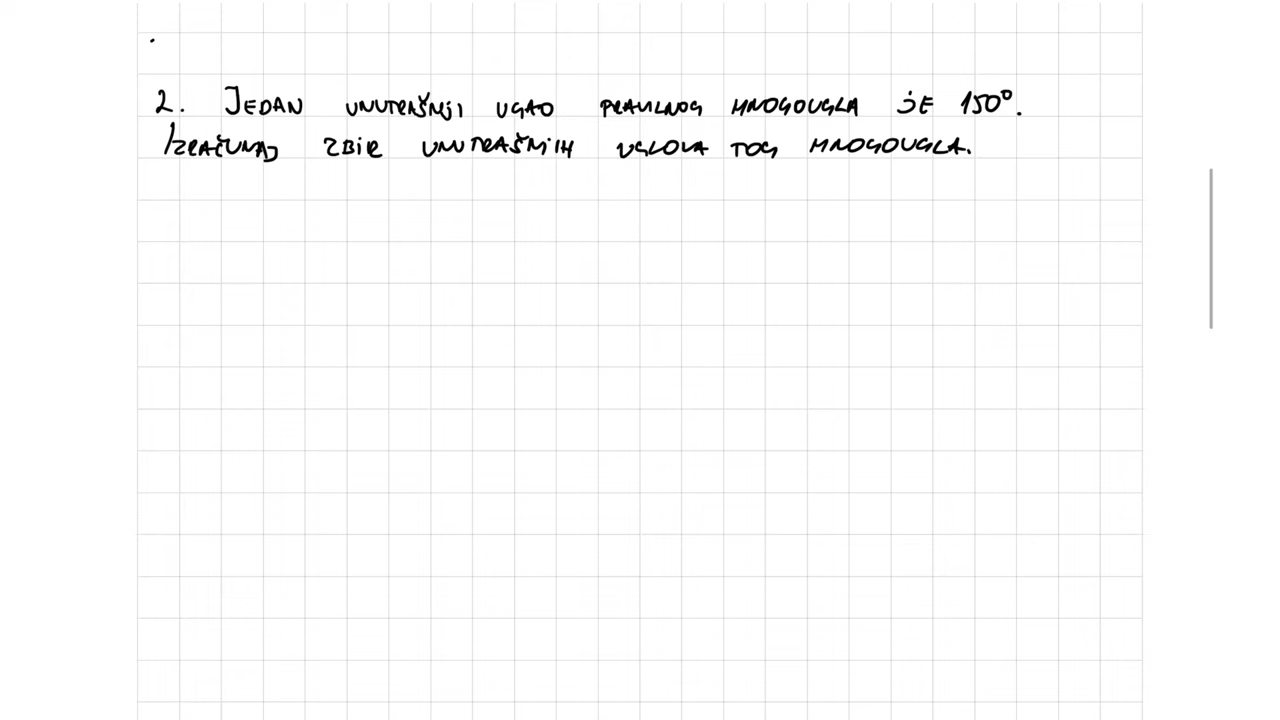 2. JEDAN UNUTRAŠNJI UGAO PRAVILNOG MNOGOUGLA JE 150°.
IZRAČUNAJ ZBIR UNUTRAŠNJIH UGLOVA TOG MNOGOUGLA.